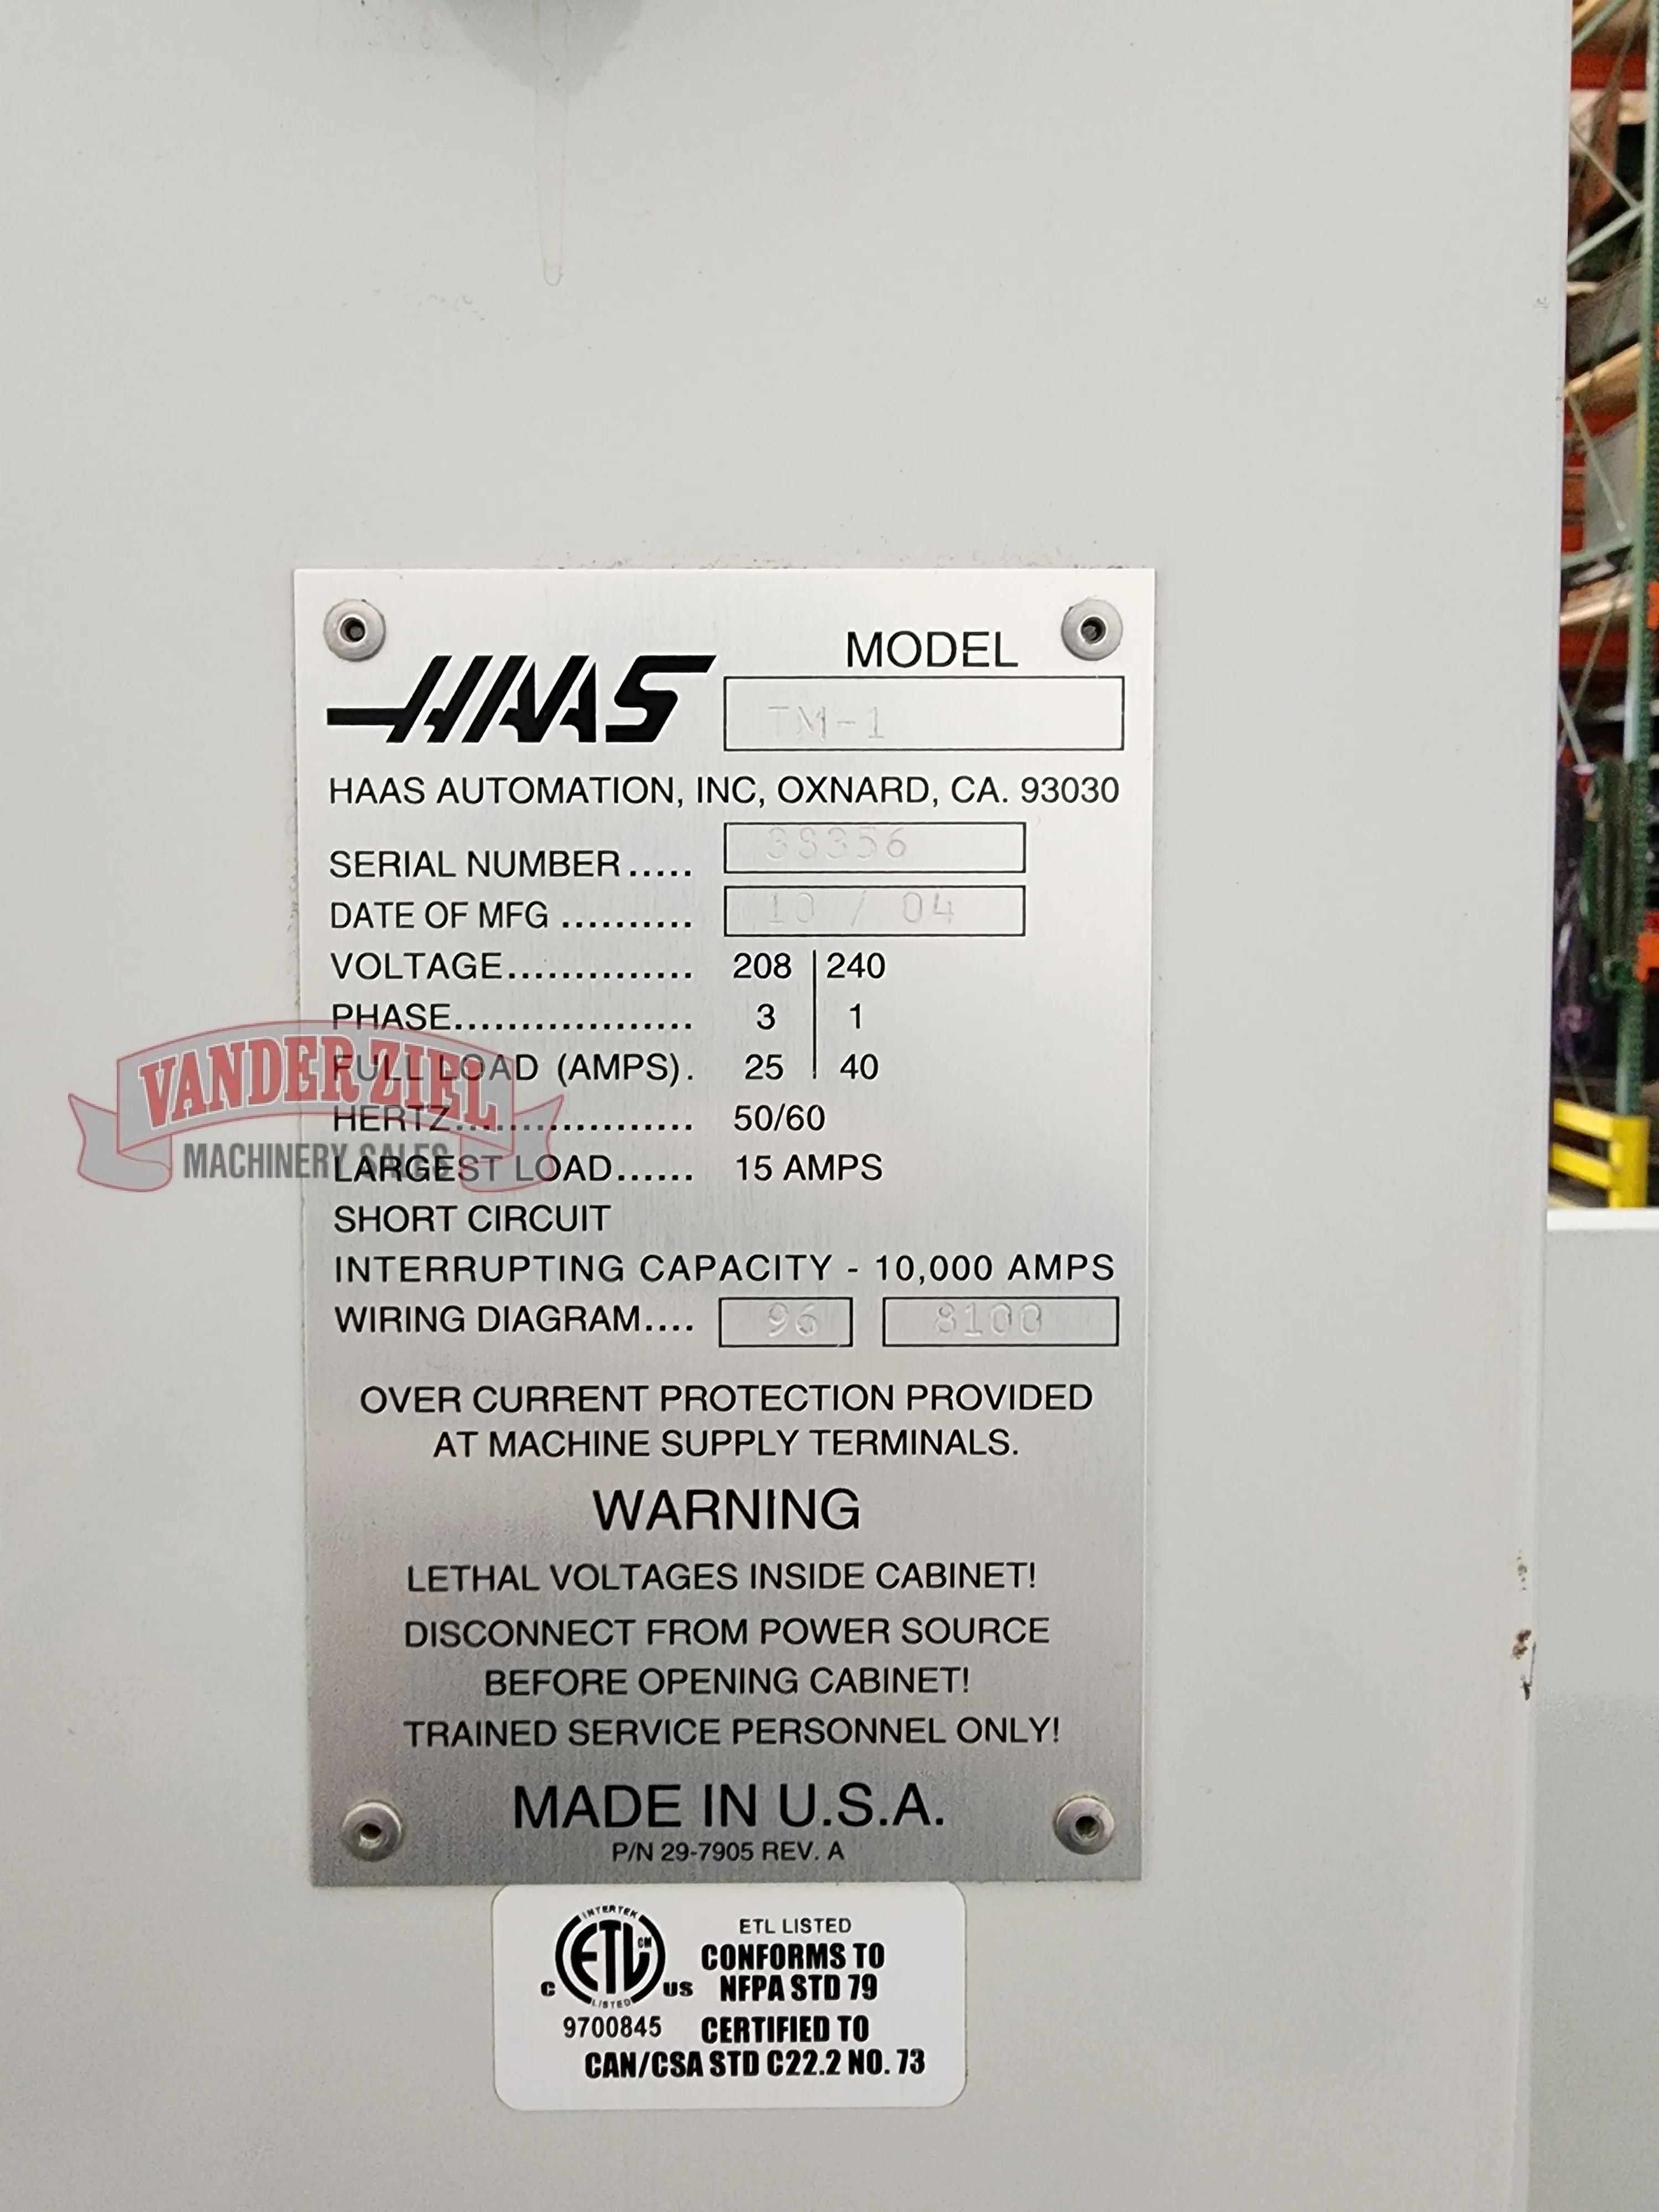 HAAS
MODEL
TM-1
HAAS AUTOMATION, INC, OXNARD, CA. 93030
SERIAL NUMBER.....
DATE OF MFG .......... 10 / 04
VOLTAGE.............. 208 | 240
PHASE.................. 3 | 1
FULL LOAD (AMPS). 25 | 40
HERTZ.................. 50/60
LARGEST LOAD...... 15 AMPS
SHORT CIRCUIT
INTERRUPTING CAPACITY - 10,000 AMPS
WIRING DIAGRAM.... 96 8100
OVER CURRENT PROTECTION PROVIDED
AT MACHINE SUPPLY TERMINALS.
WARNING
LETHAL VOLTAGES INSIDE CABINET!
DISCONNECT FROM POWER SOURCE
BEFORE OPENING CABINET!
TRAINED SERVICE PERSONNEL ONLY!
MADE IN U.S.A.
P/N 29-7905 REV. A
VANDER ZIEL
MACHINERY SALES
INTERTEK
ETL CM
LISTED
C US
9700845
ETL LISTED
CONFORMS TO
NFPA STD 79
CERTIFIED TO
CAN/CSA STD C22.2 NO. 73